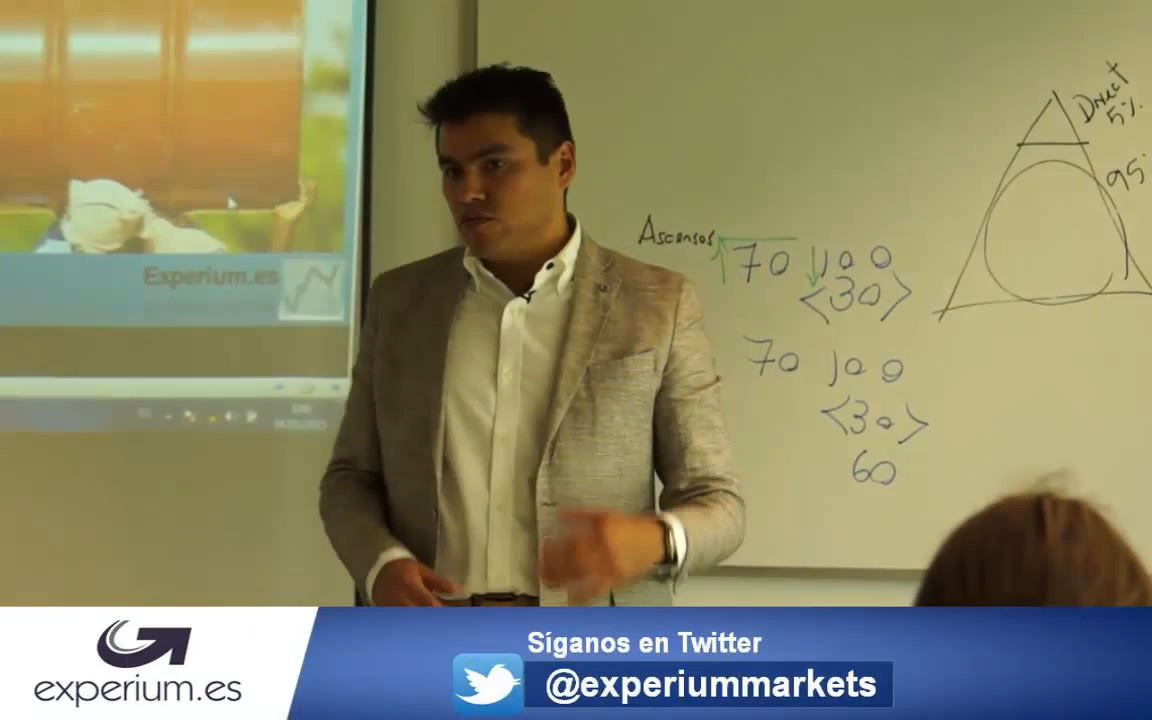 Experium.es
Direct
5%
95
Ascensos
70 100
<30>
70 100
<30>
60
experium.es
Síganos en Twitter
@experiummarkets